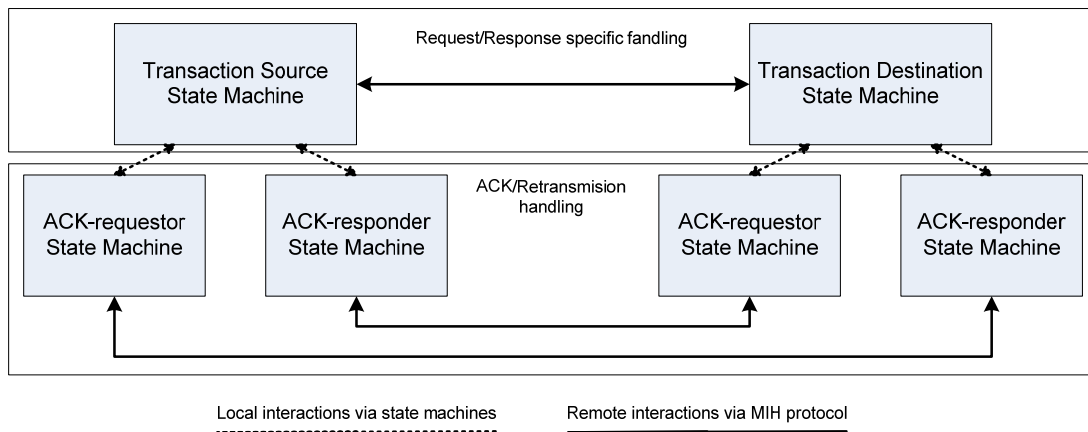 Request/Response specific fandling
Transaction Source
State Machine
Transaction Destination
State Machine
ACK/Retransmision
handling
ACK-requestor
State Machine
ACK-responder
State Machine
ACK-requestor
State Machine
ACK-responder
State Machine
Local interactions via state machines
Remote interactions via MIH protocol